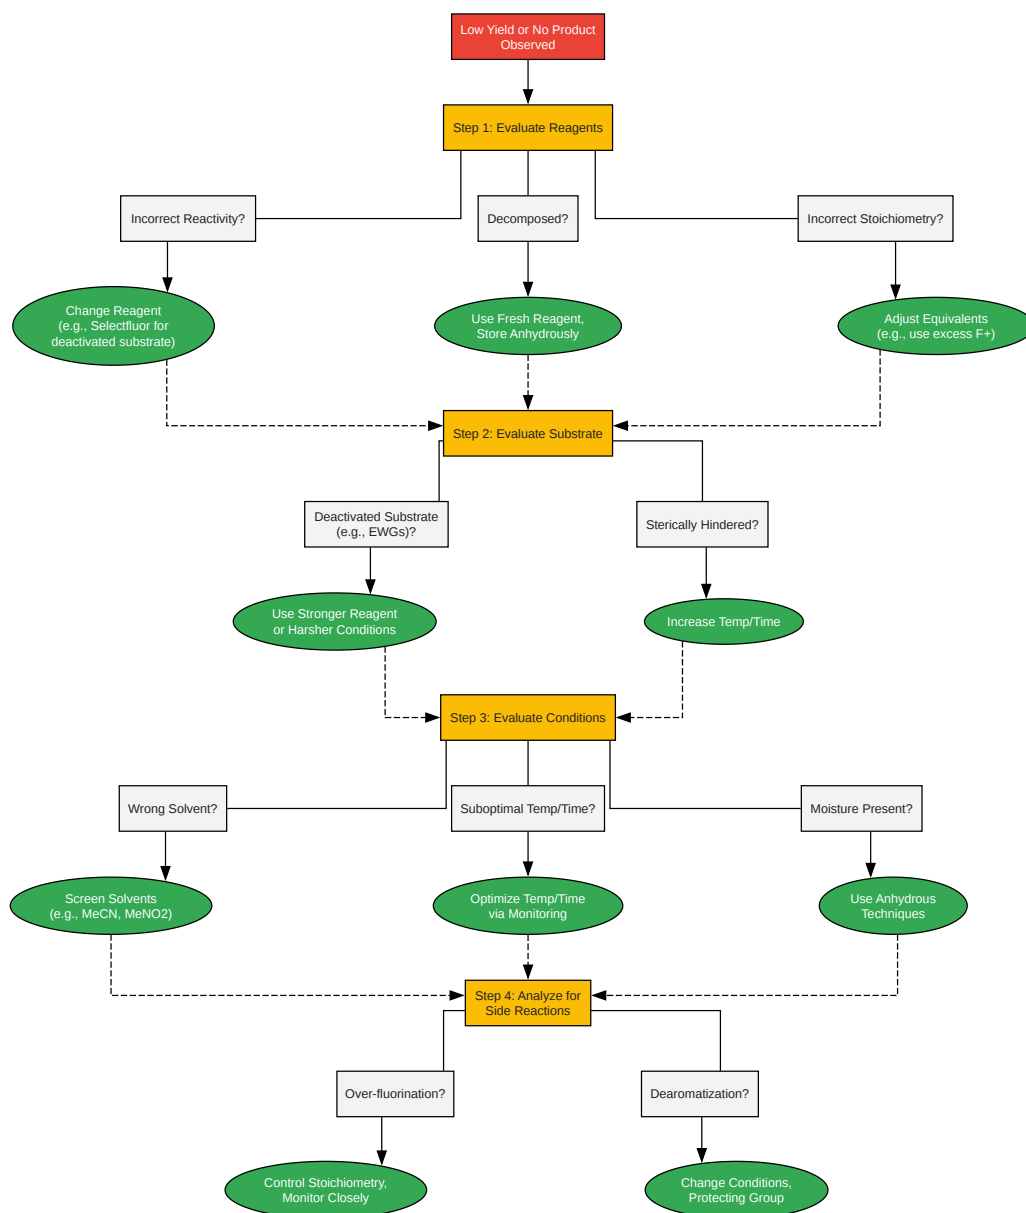 Low Yield or No Product
Observed
Step 1: Evaluate Reagents
Incorrect Reactivity?
Decomposed?
Incorrect Stoichiometry?
Change Reagent
(e.g., Selectfluor for
deactivated substrate)
Use Fresh Reagent,
Store Anhydrously
Adjust Equivalents
(e.g., use excess F+)
Step 2: Evaluate Substrate
Deactivated Substrate
(e.g., EWGs)?
Sterically Hindered?
Use Stronger Reagent
or Harsher Conditions
Increase Temp/Time
Step 3: Evaluate Conditions
Wrong Solvent?
Suboptimal Temp/Time?
Moisture Present?
Screen Solvents
(e.g., MeCN, MeNO2)
Optimize Temp/Time
via Monitoring
Use Anhydrous
Techniques
Step 4: Analyze for
Side Reactions
Over-fluorination?
Dearomatization?
Control Stoichiometry,
Monitor Closely
Change Conditions,
Protecting Group